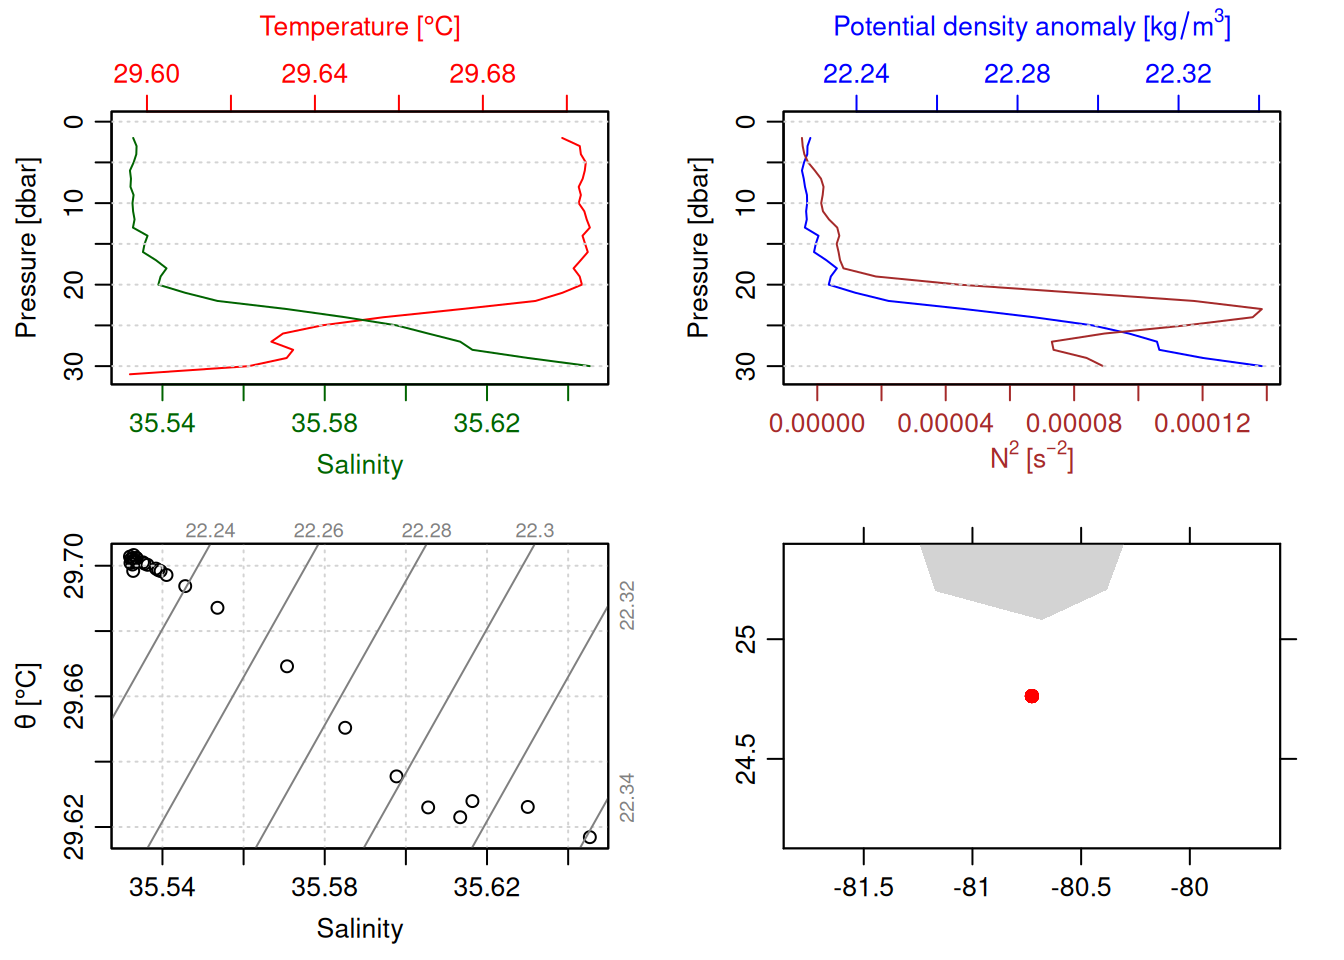 Temperature [°C]
29.60 29.64 29.68
0
10
20
30
Pressure [dbar]
35.54 35.58 35.62
Salinity
Potential density anomaly [kg/m³]
22.24 22.28 22.32
0
10
20
30
Pressure [dbar]
0.00000 0.00004 0.00008 0.00012
N² [s⁻²]
22.24 22.26 22.28 22.3
22.32
22.34
29.70
29.66
29.62
θ [°C]
35.54 35.58 35.62
Salinity
25
24.5
-81.5 -81 -80.5 -80